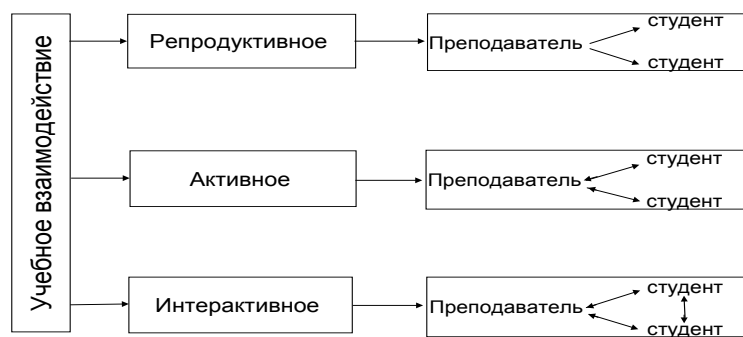 Учебное взаимодействие
Репродуктивное
Преподаватель
студент
студент
Активное
Преподаватель
студент
студент
Интерактивное
Преподаватель
студент
студент